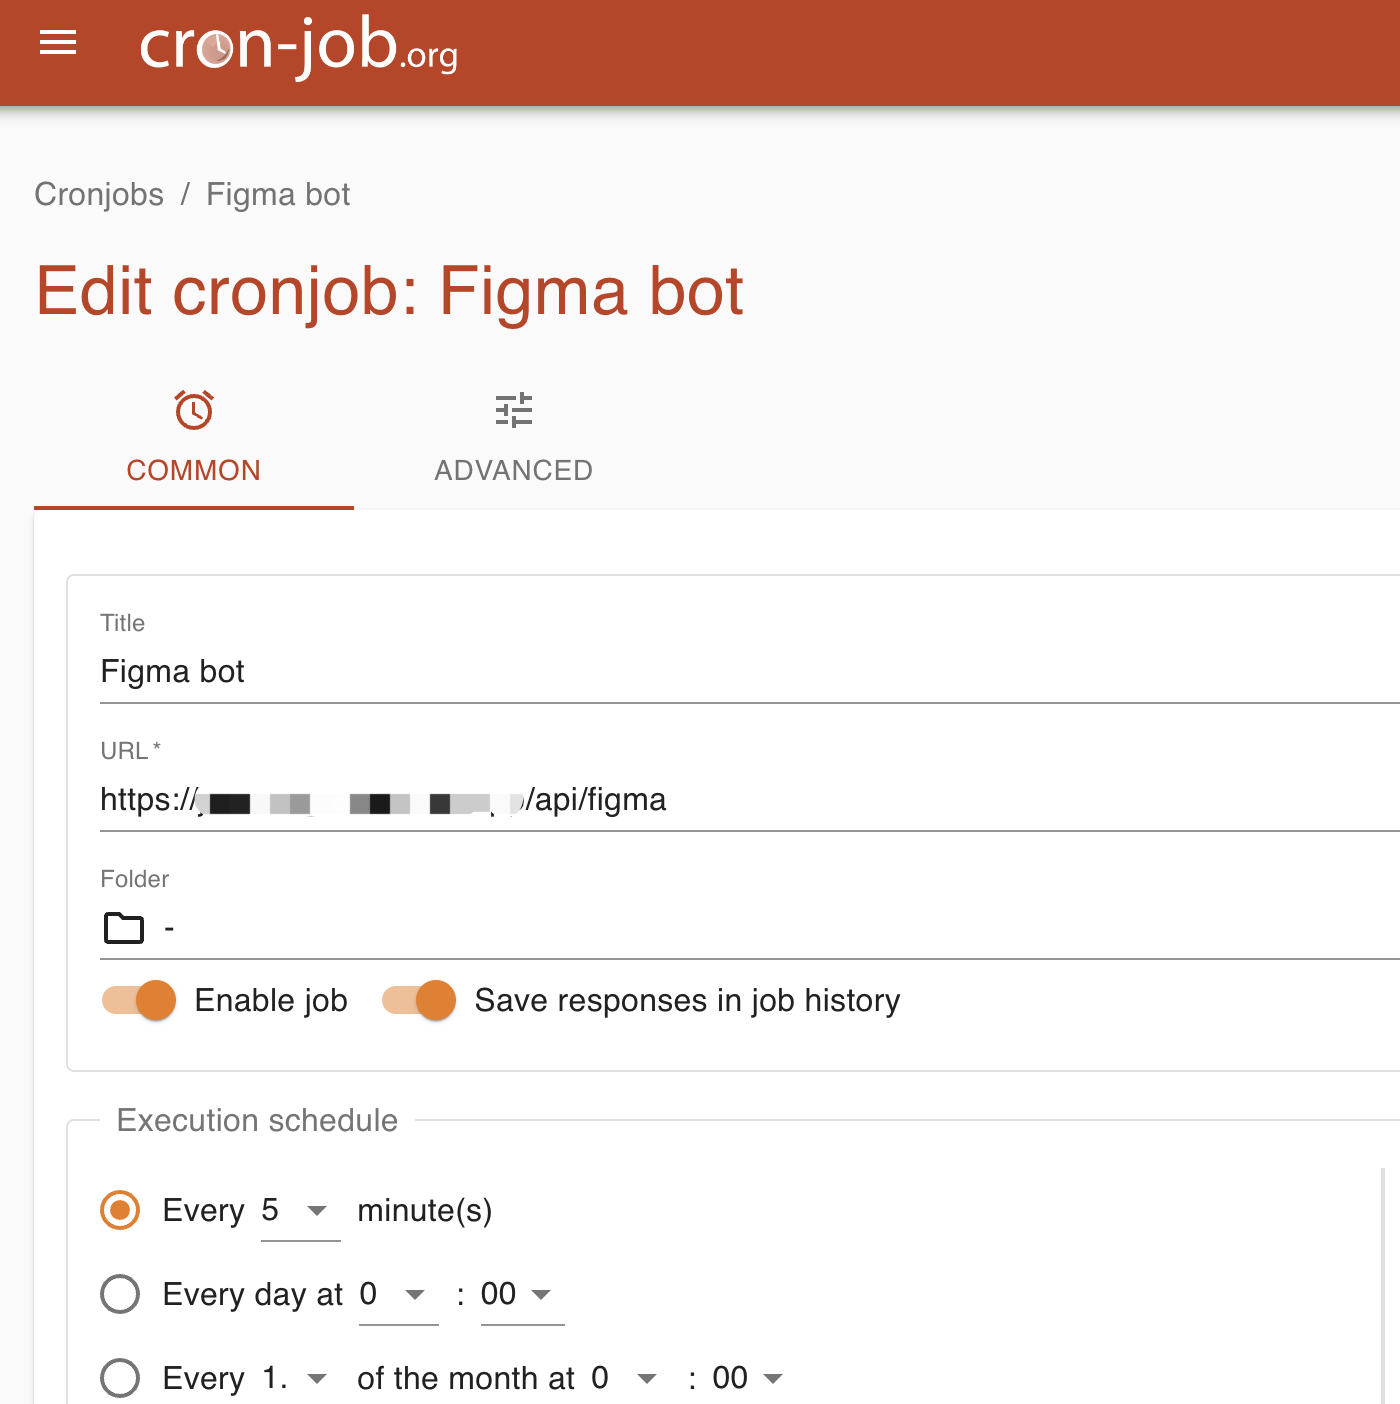 cron-job.org
Cronjobs / Figma bot
Edit cronjob: Figma bot
COMMON ADVANCED
Title
Figma bot
URL*
https:// /api/figma
Folder
-
Enable job Save responses in job history
Execution schedule
Every 5 minute(s)
Every day at 0 : 00
Every 1. of the month at 0 : 00